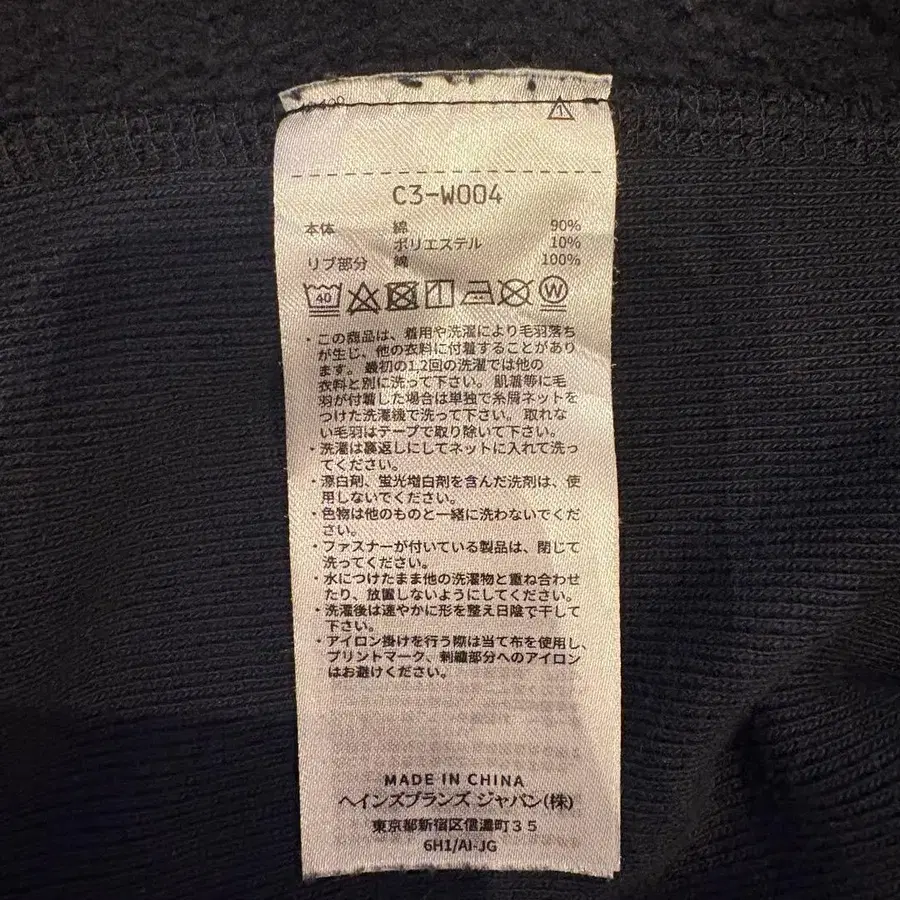 C3-W004
本体 綿 90%
ポリエステル 10%
リブ部分 綿 100%
40 W
・この商品は、着用や洗濯により毛羽落ち
が生じ、他の衣料に付着することがあり
ます。最初の1,2回の洗濯では他の
衣料と別に洗って下さい。肌着等に毛
羽が付着した場合は単独で糸屑ネットを
つけた洗濯機で洗って下さい。取れな
い毛羽はテープで取り除いて下さい。
・洗濯は裏返しにしてネットに入れて洗っ
てください。
・漂白剤、蛍光増白剤を含んだ洗剤は、使
用しないでください。
・色物は他のものと一緒に洗わないでくだ
さい。
・ファスナーが付いている製品は、閉じて
洗ってください。
・水につけたまま他の洗濯物と重ね合わせ
たり、放置しないようにしてください。
・洗濯後は速やかに形を整え日陰で干して
下さい。
・アイロン掛けを行う際は当て布を使用し、
プリントマーク、刺繍部分へのアイロン
はお避けください。
MADE IN CHINA
ヘインズブランズ ジャパン(株)
東京都新宿区信濃町35
6H1/AI-JG